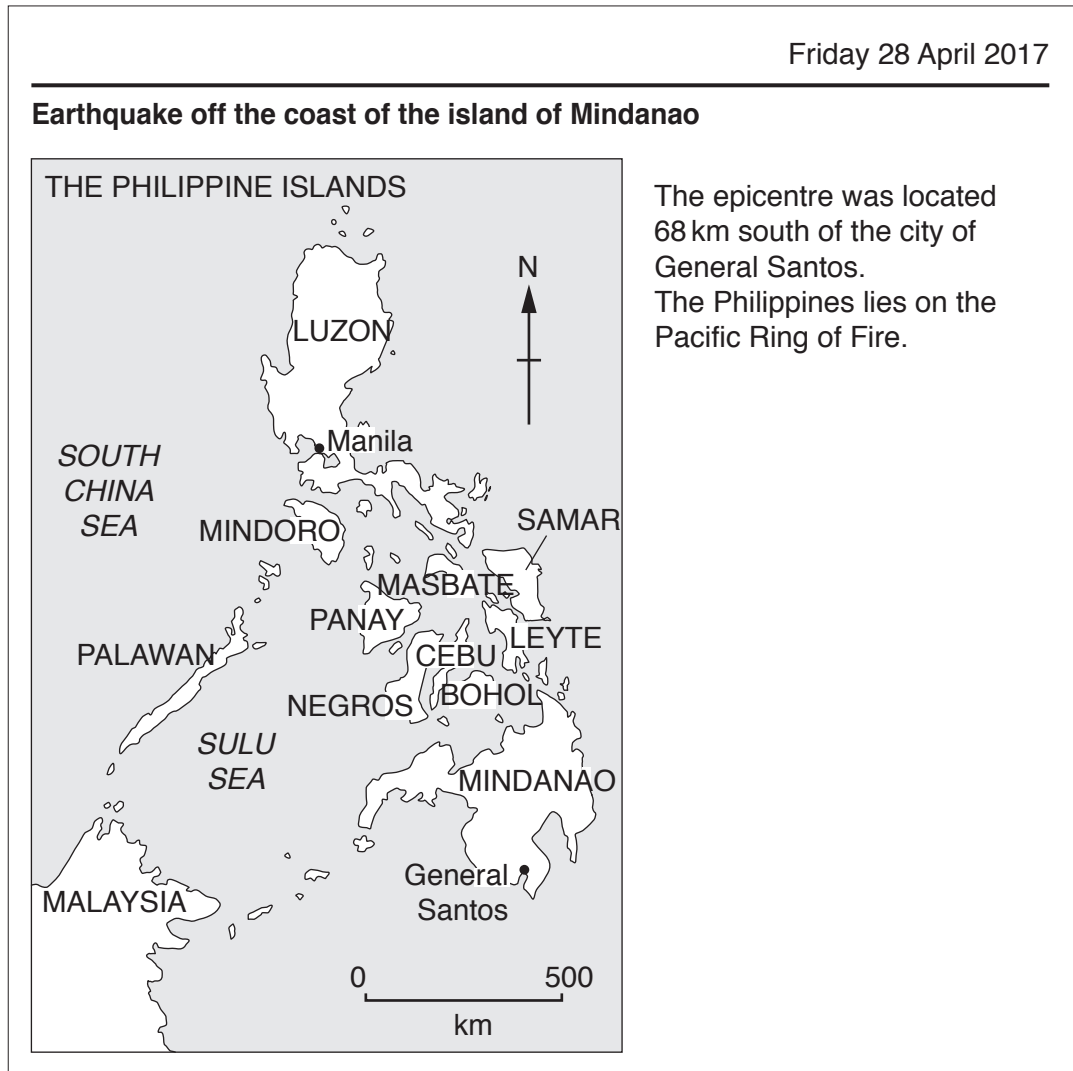 Friday 28 April 2017
Earthquake off the coast of the island of Mindanao
THE PHILIPPINE ISLANDS
The epicentre was located
68 km south of the city of
General Santos.
The Philippines lies on the
Pacific Ring of Fire.
N
LUZON
Manila
SOUTH
CHINA
SEA
MINDORO
SAMAR
MASBATE
PANAY
LEYTE
PALAWAN
CEBU
NEGROS
BOHOL
SULU
SEA
MINDANAO
General
Santos
MALAYSIA
0 500
km